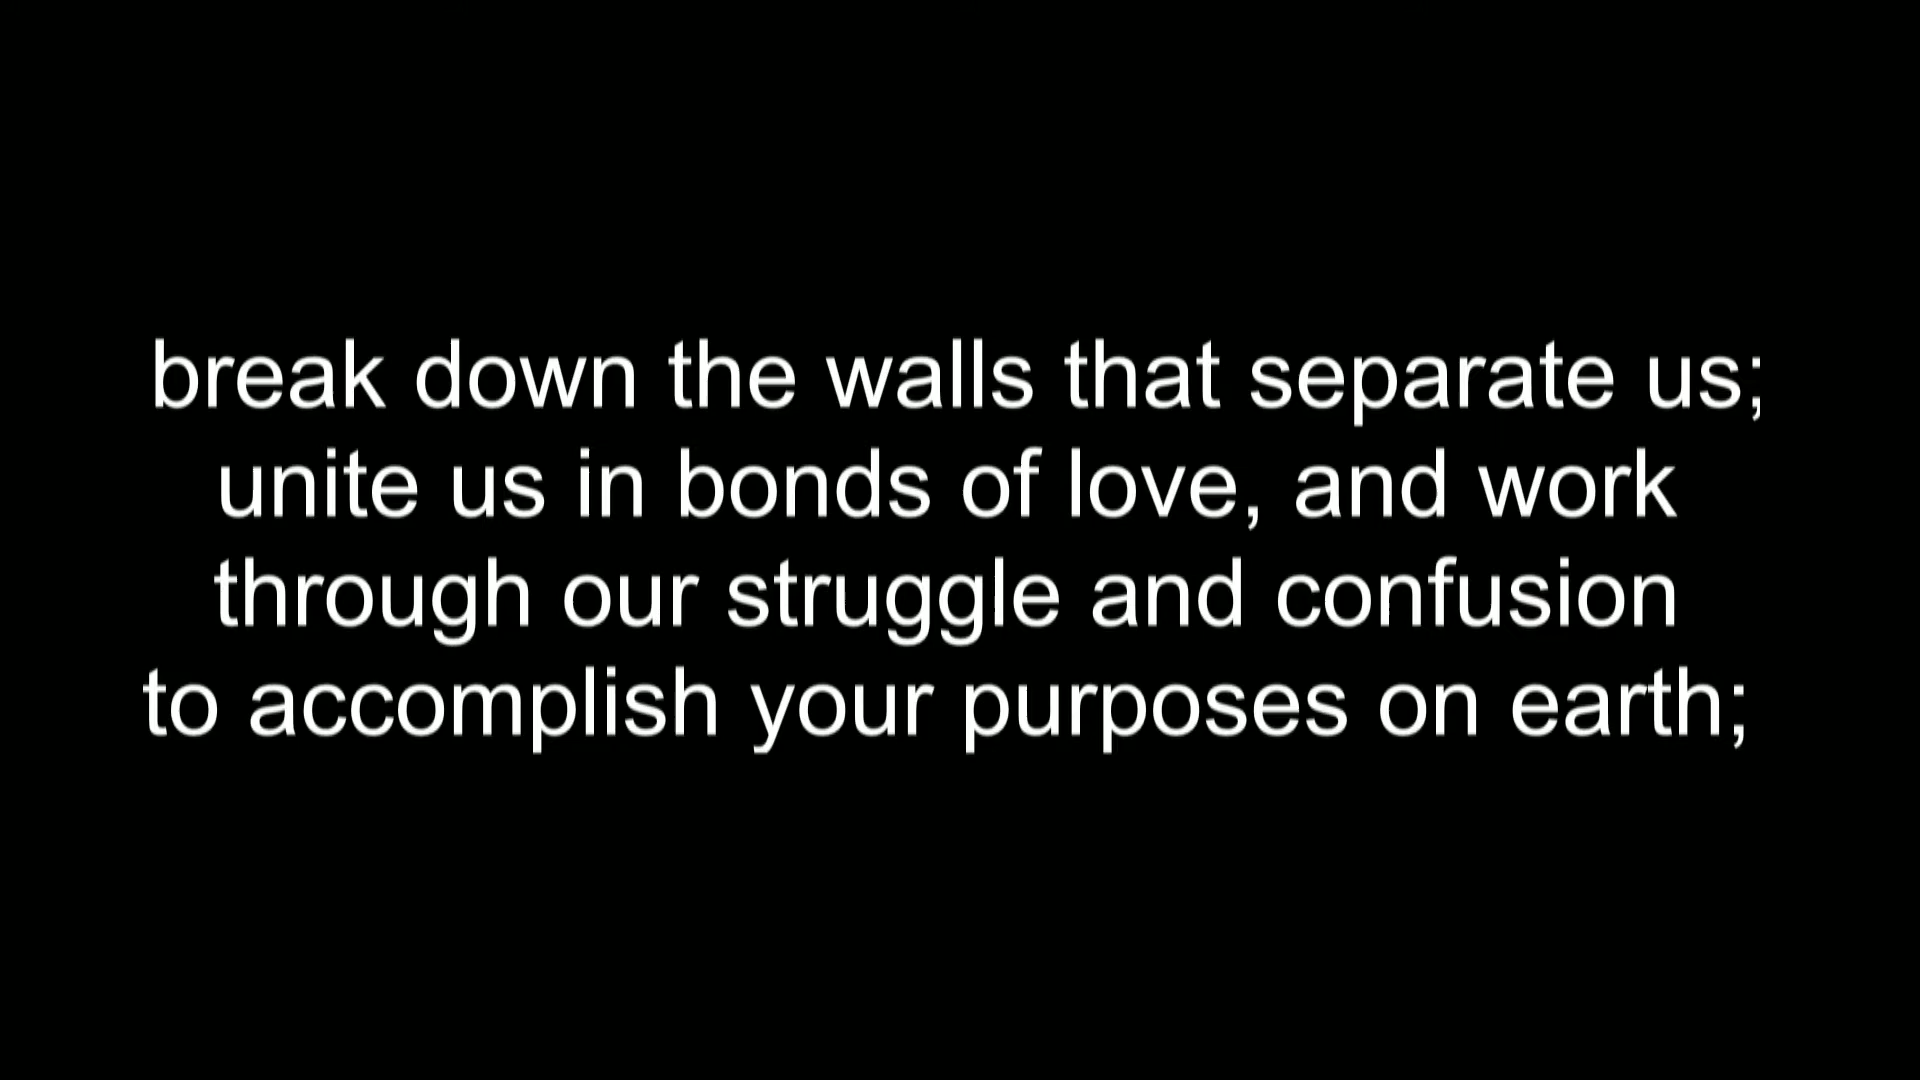 break down the walls that separate us;
unite us in bonds of love, and work
through our struggle and confusion
to accomplish your purposes on earth;